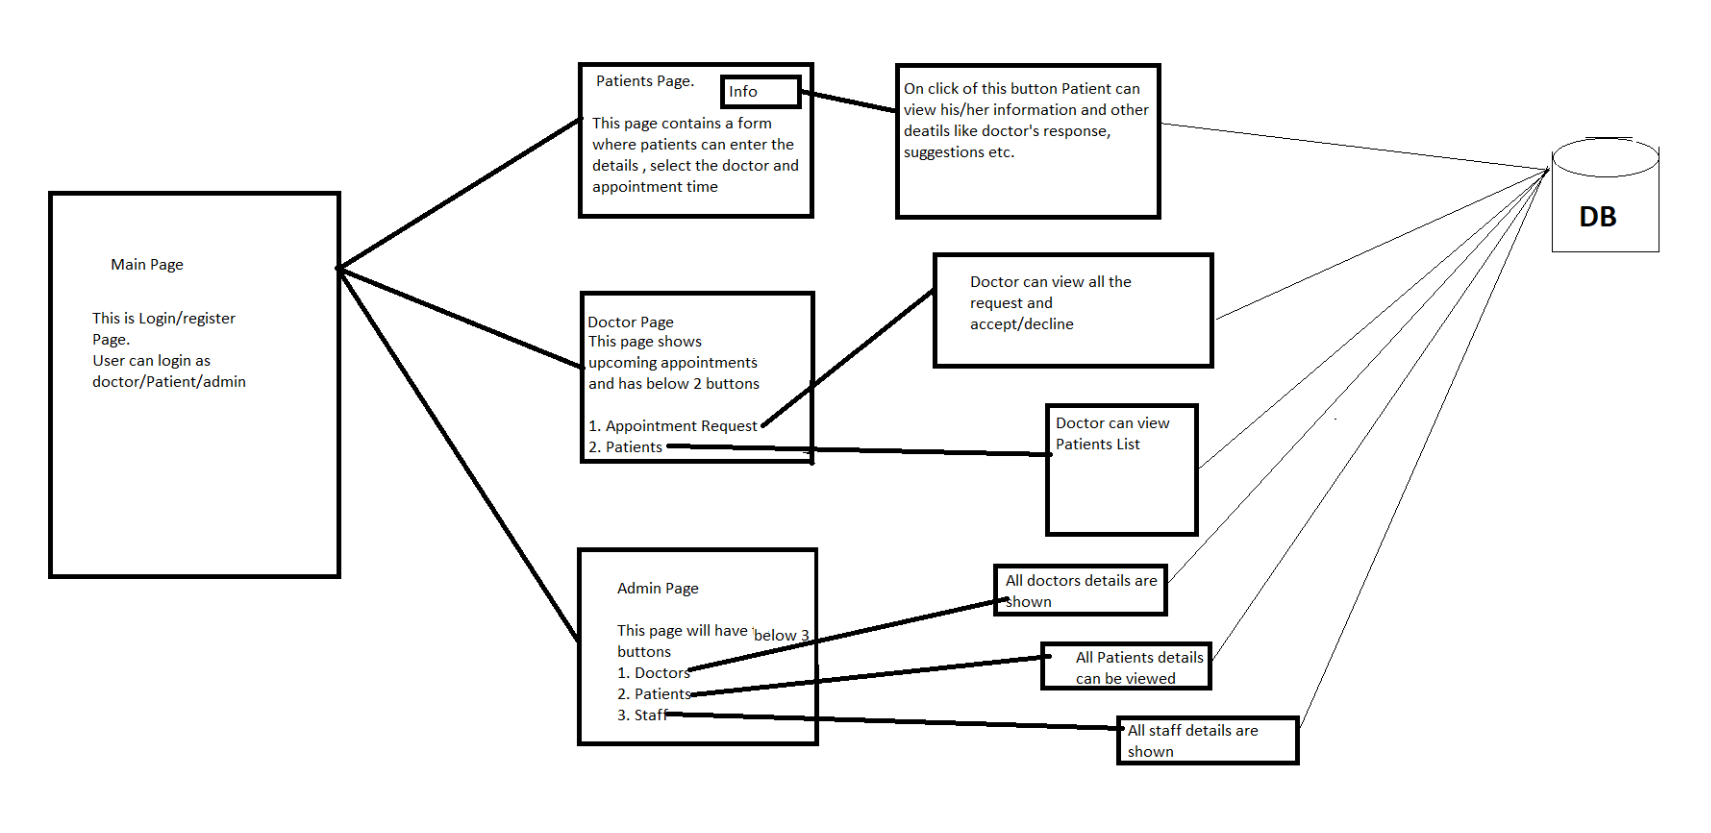 Main Page
This is Login/register
Page.
User can login as
doctor/Patient/admin
Patients Page.
Info
This page contains a form
where patients can enter the
details , select the doctor and
appointment time
On click of this button Patient can
view his/her information and other
deatils like doctor's response,
suggestions etc.
Doctor Page
This page shows
upcoming appointments
and has below 2 buttons
1. Appointment Request
2. Patients
Doctor can view all the
request and
accept/decline
Doctor can view
Patients List
Admin Page
This page will have below 3
buttons
1. Doctors
2. Patients
3. Staff
All doctors details are
shown
All Patients details
can be viewed
All staff details are
shown
DB